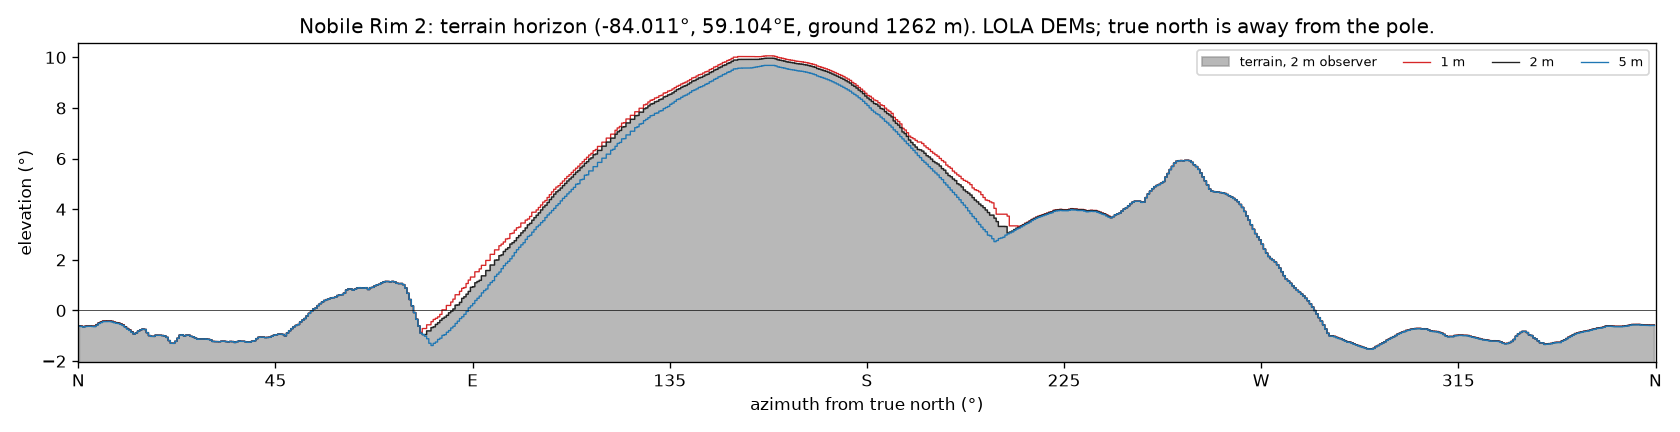 Nobile Rim 2: terrain horizon (-84.011°, 59.104°E, ground 1262 m). LOLA DEMs; true north is away from the pole.
terrain, 2 m observer 1 m 2 m 5 m
elevation (°)
10
8
6
4
2
0
−2
N 45 E 135 S 225 W 315 N
azimuth from true north (°)